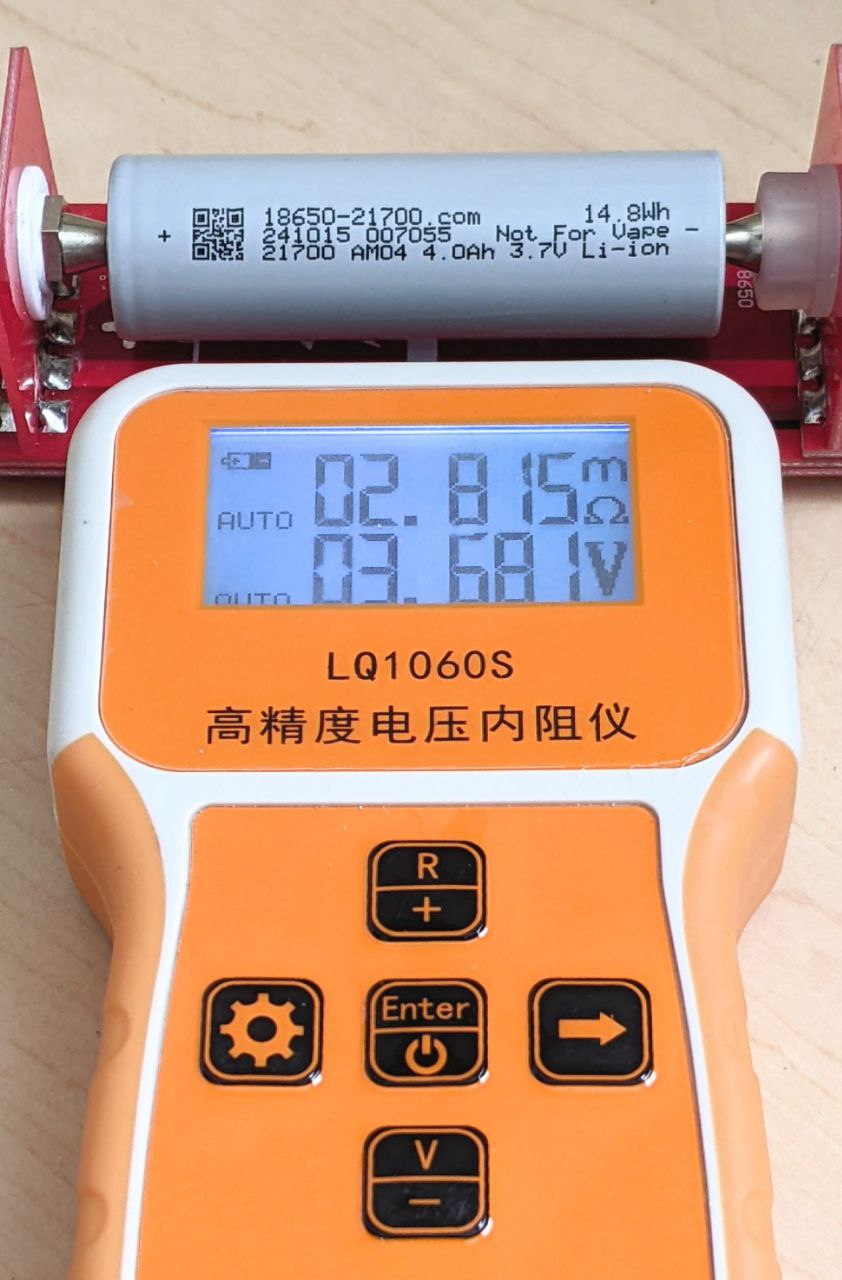 +
18650-21700.com 14.8Wh
241015 007055 Not For Vape -
21700 AM04 4.0Ah 3.7V Li-ion
8650
AUTO 02.815 mΩ
AUTO 03.681 V
LQ1060S
高精度电压内阻仪
R
+
Enter
V
-